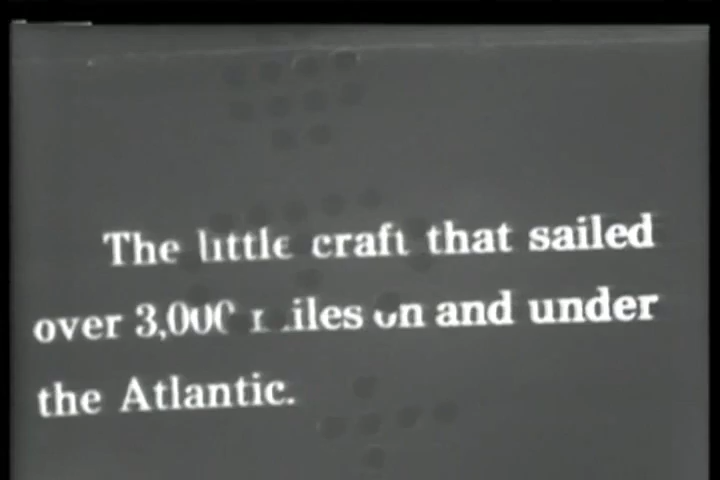 The little craft that sailed
over 3,000 miles on and under
the Atlantic.